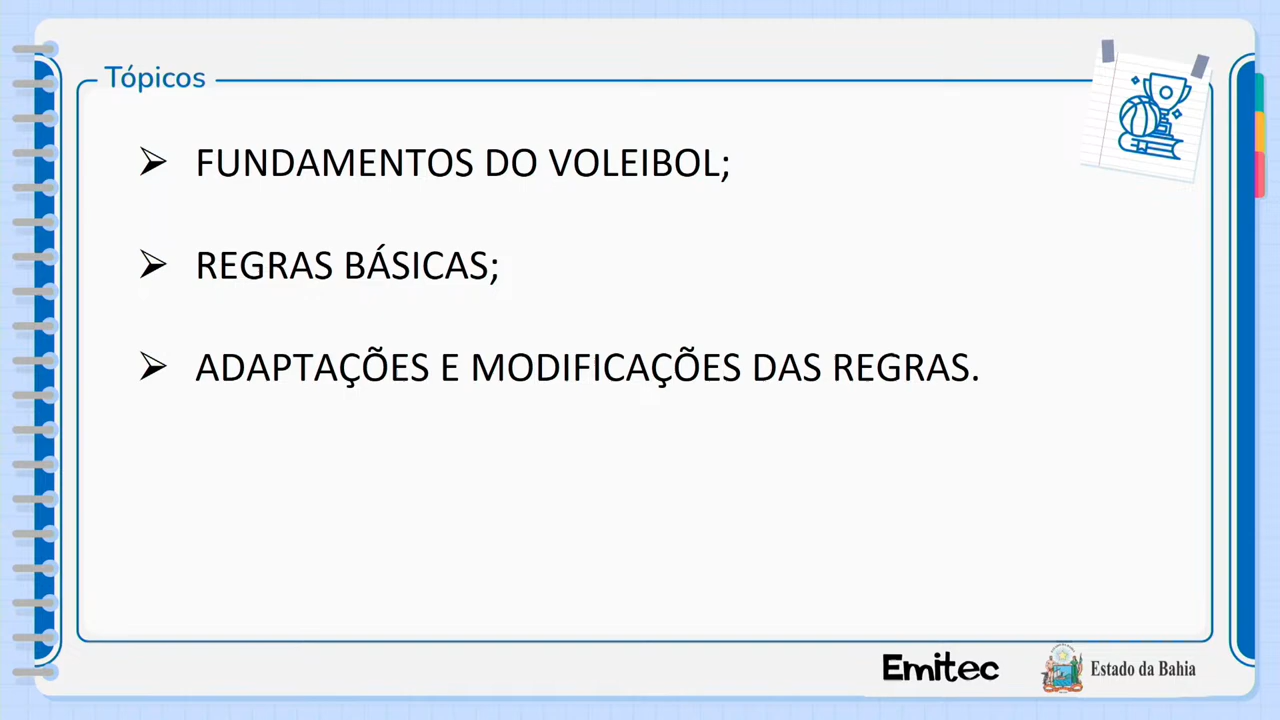 Tópicos
FUNDAMENTOS DO VOLEIBOL;
REGRAS BÁSICAS;
ADAPTAÇÕES E MODIFICAÇÕES DAS REGRAS.
Emitec
Estado da Bahia